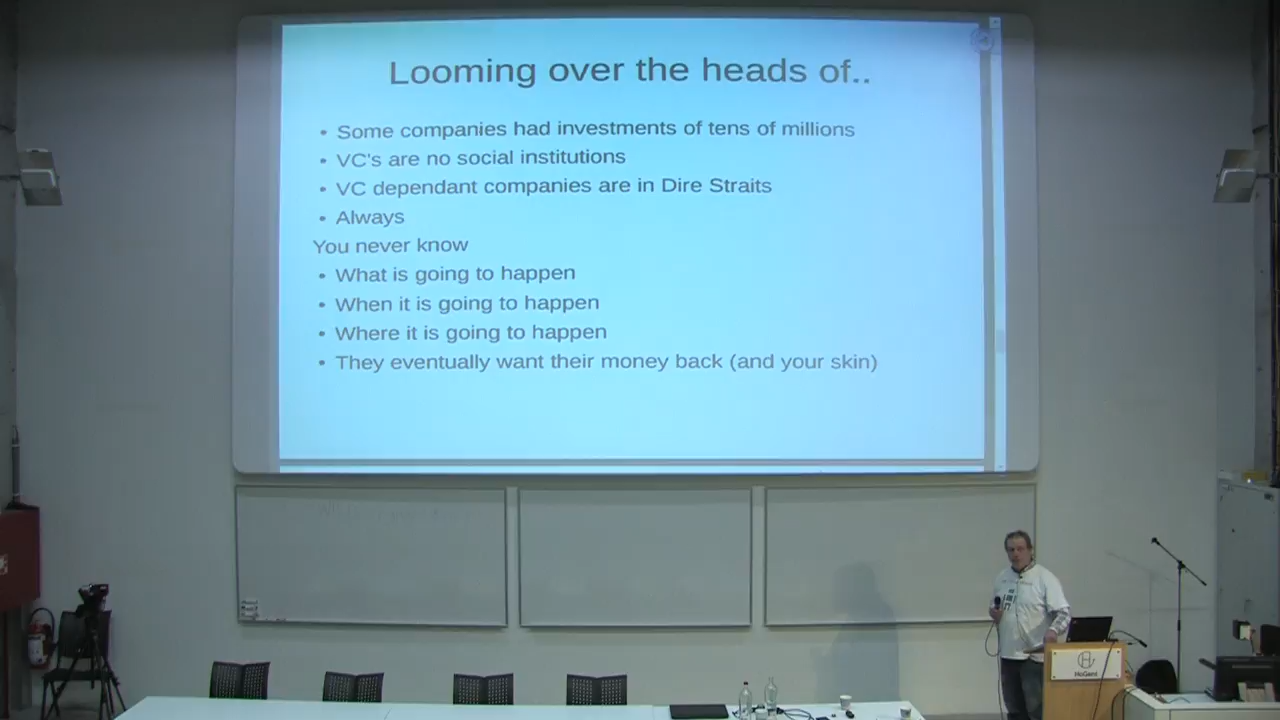 Looming over the heads of..
• Some companies had investments of tens of millions
• VC's are no social institutions
• VC dependant companies are in Dire Straits
• Always
You never know
• What is going to happen
• When it is going to happen
• Where it is going to happen
• They eventually want their money back (and your skin)
HoGent